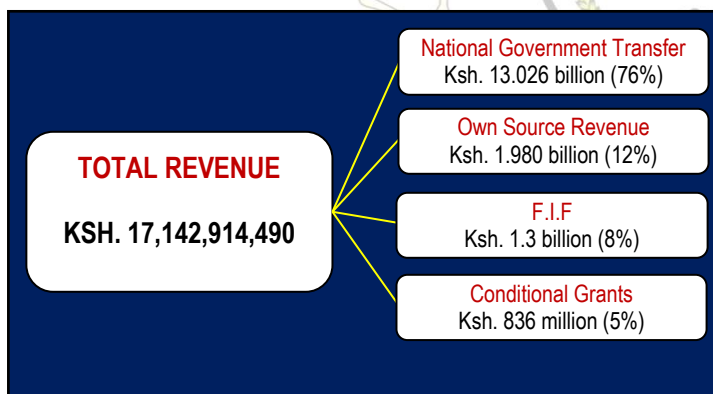 TOTAL REVENUE
KSH. 17,142,914,490
National Government Transfer
Ksh. 13.026 billion (76%)
Own Source Revenue
Ksh. 1.980 billion (12%)
F.I.F
Ksh. 1.3 billion (8%)
Conditional Grants
Ksh. 836 million (5%)